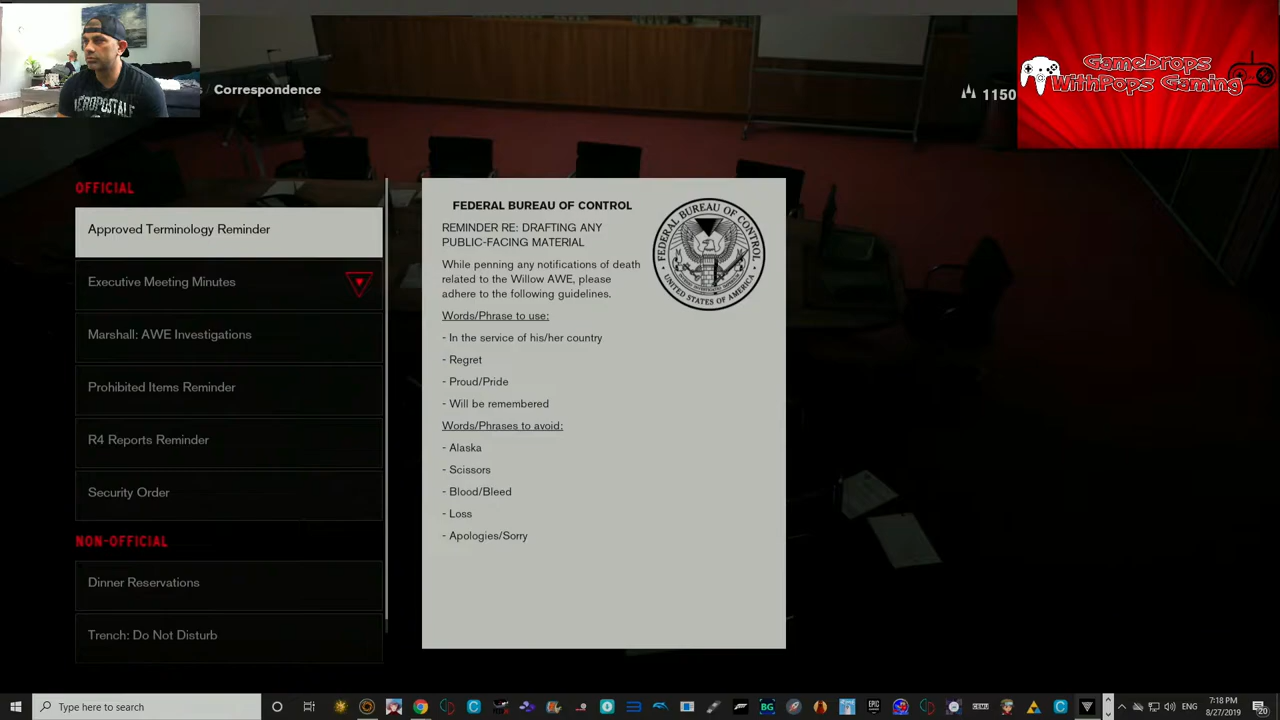 GameDrops
WithPops Gaming
AÉROPOSTALE
Correspondence
1150
OFFICIAL
Approved Terminology Reminder
Executive Meeting Minutes
Marshall: AWE Investigations
Prohibited Items Reminder
R4 Reports Reminder
Security Order
NON-OFFICIAL
Dinner Reservations
Trench: Do Not Disturb
FEDERAL BUREAU OF CONTROL
REMINDER RE: DRAFTING ANY
PUBLIC-FACING MATERIAL
While penning any notifications of death
related to the Willow AWE, please
adhere to the following guidelines.
Words/Phrase to use:
- In the service of his/her country
- Regret
- Proud/Pride
- Will be remembered
Words/Phrases to avoid:
- Alaska
- Scissors
- Blood/Bleed
- Loss
- Apologies/Sorry
FEDERAL BUREAU OF CONTROL
UNITED STATES OF AMERICA
Type here to search
EPIC
BG
ENG
7:18 PM
8/27/2019
20